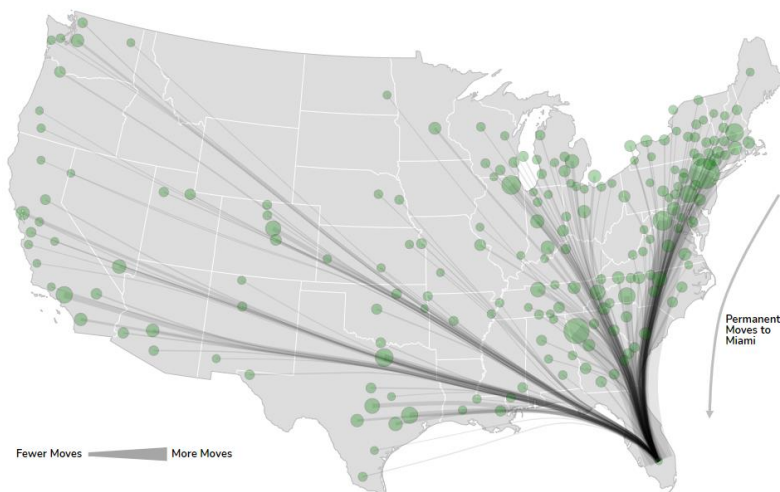 Permanent
Moves to
Miami
Fewer Moves
More Moves